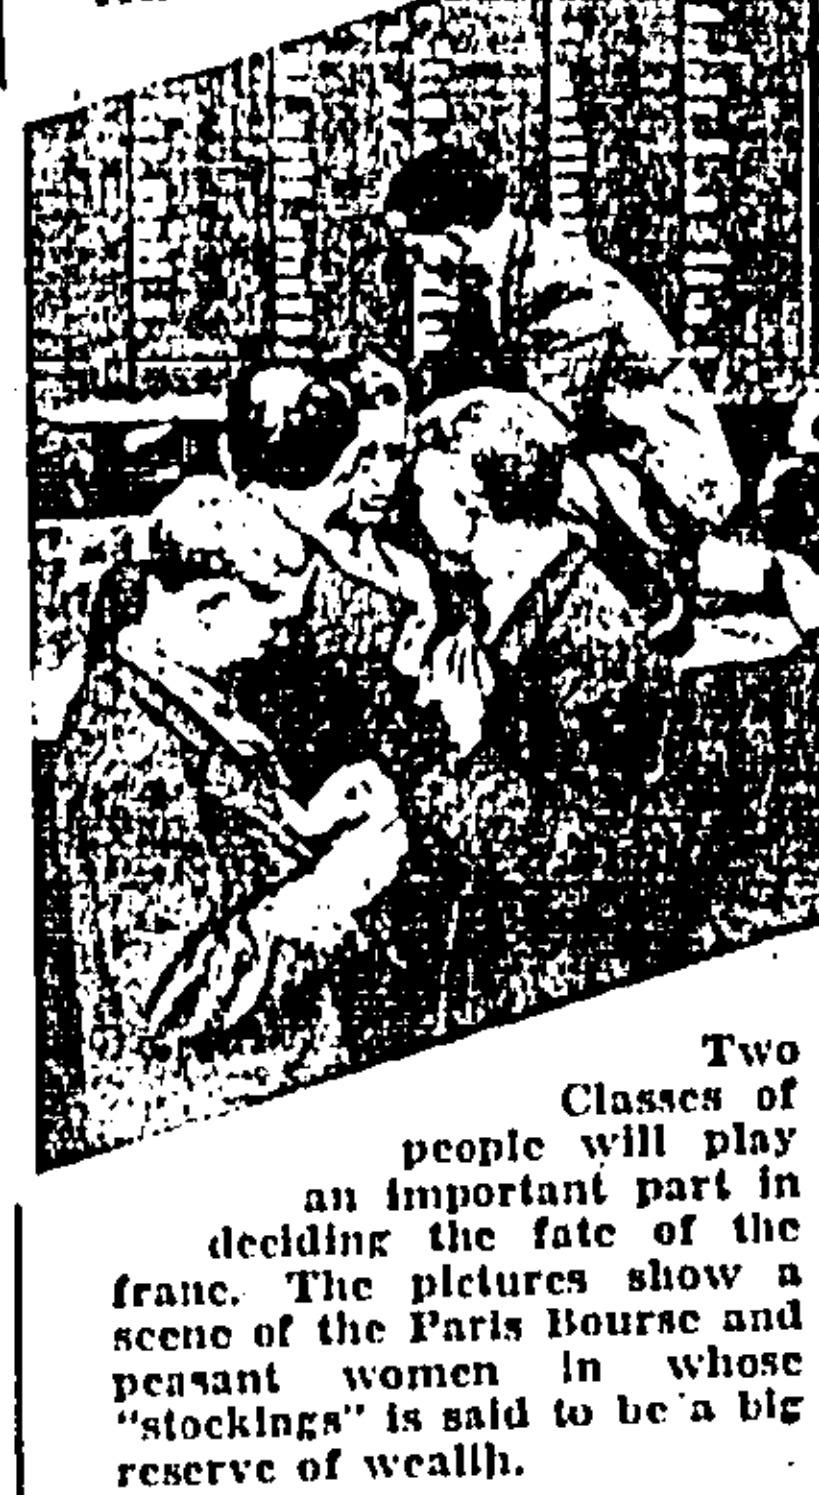 Two
Classes of
people will play
an important part in
deciding the fate of the
franc. The pictures show a
scene of the Paris Bourse and
peasant women in whose
"stockings" is said to be a big
reserve of wealth.